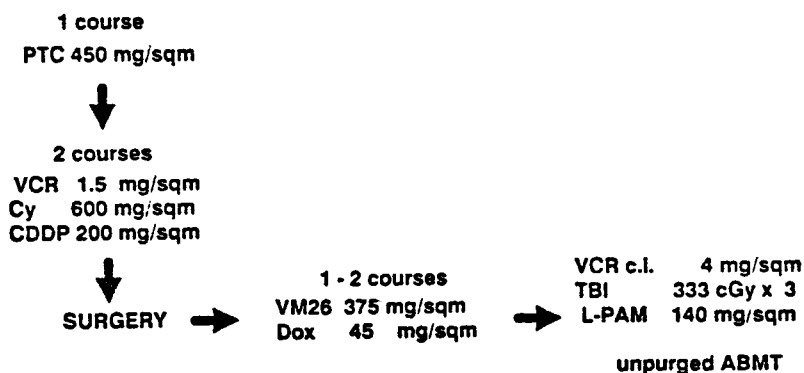 1 course
PTC 450 mg/sqm
2 courses
VCR 1.5 mg/sqm
Cy 600 mg/sqm
CDDP 200 mg/sqm
SURGERY
1 - 2 courses
VM26 375 mg/sqm
Dox 45 mg/sqm
VCR c.i. 4 mg/sqm
TBI 333 cGy x 3
L-PAM 140 mg/sqm
unpurged ABMT